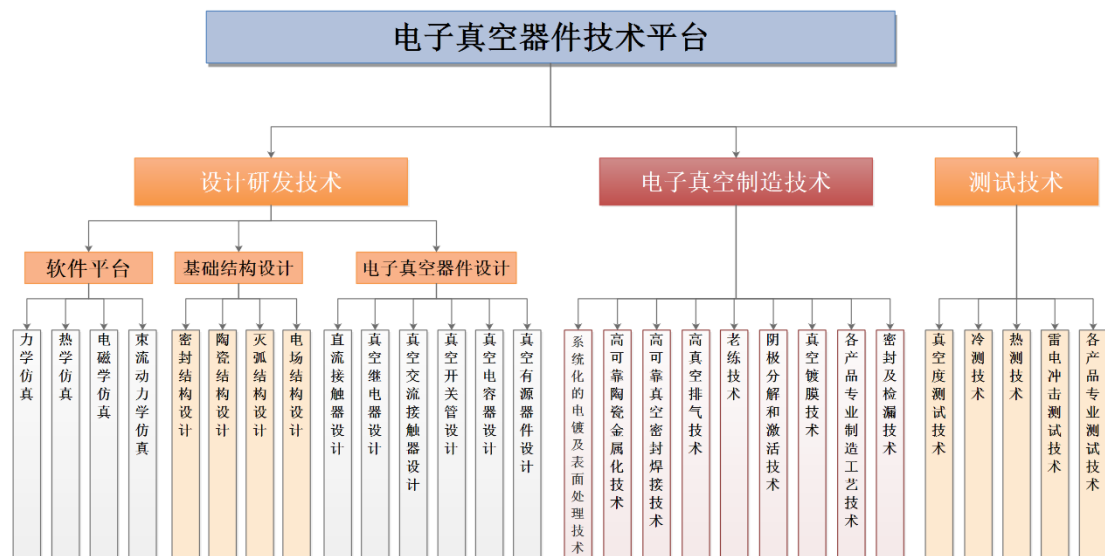 电子真空器件技术平台
设计研发技术
电子真空制造技术
测试技术
软件平台
基础结构设计
电子真空器件设计
力学仿真
热学仿真
电磁学仿真
束流动力学仿真
密封结构设计
陶瓷结构设计
灭弧结构设计
电场结构设计
直流接触器设计
真空继电器设计
真空交流接触器设计
真空开关管设计
真空电容器设计
真空有源器件设计
系统化的电镀及表面处理技术
高可靠陶瓷金属化技术
高可靠真空密封焊接技术
高真空排气技术
老练技术
阴极分解和激活技术
真空镀膜技术
各产品专业制造工艺技术
密封及检漏技术
真空度测试技术
冷测技术
热测技术
雷电冲击测试技术
各产品专业测试技术